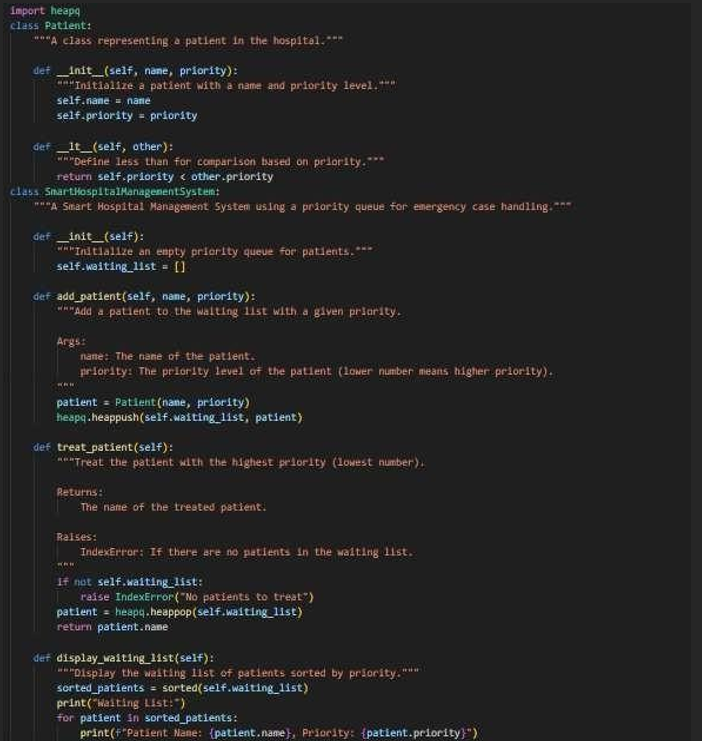 import heapq
class Patient:
    """A class representing a patient in the hospital."""
    def __init__(self, name, priority):
        """Initialize a patient with a name and priority level."""
        self.name = name
        self.priority = priority
    def __lt__(self, other):
        """Define less than for comparison based on priority."""
        return self.priority < other.priority
class SmartHospitalManagementSystem:
    """A Smart Hospital Management System using a priority queue for emergency case handling."""
    def __init__(self):
        """Initialize an empty priority queue for patients."""
        self.waiting_list = []
    def add_patient(self, name, priority):
        """Add a patient to the waiting list with a given priority.
        Args:
            name: The name of the patient.
            priority: The priority level of the patient (lower number means higher priority).
        """
        patient = Patient(name, priority)
        heapq.heappush(self.waiting_list, patient)
    def treat_patient(self):
        """Treat the patient with the highest priority (lowest number).
        Returns:
            The name of the treated patient.
        Raises:
            IndexError: If there are no patients in the waiting list.
        """
        if not self.waiting_list:
            raise IndexError("No patients to treat")
        patient = heapq.heappop(self.waiting_list)
        return patient.name
    def display_waiting_list(self):
        """Display the waiting list of patients sorted by priority."""
        sorted_patients = sorted(self.waiting_list)
        print("Waiting List:")
        for patient in sorted_patients:
            print(f"Patient Name: {patient.name}, Priority: {patient.priority}")